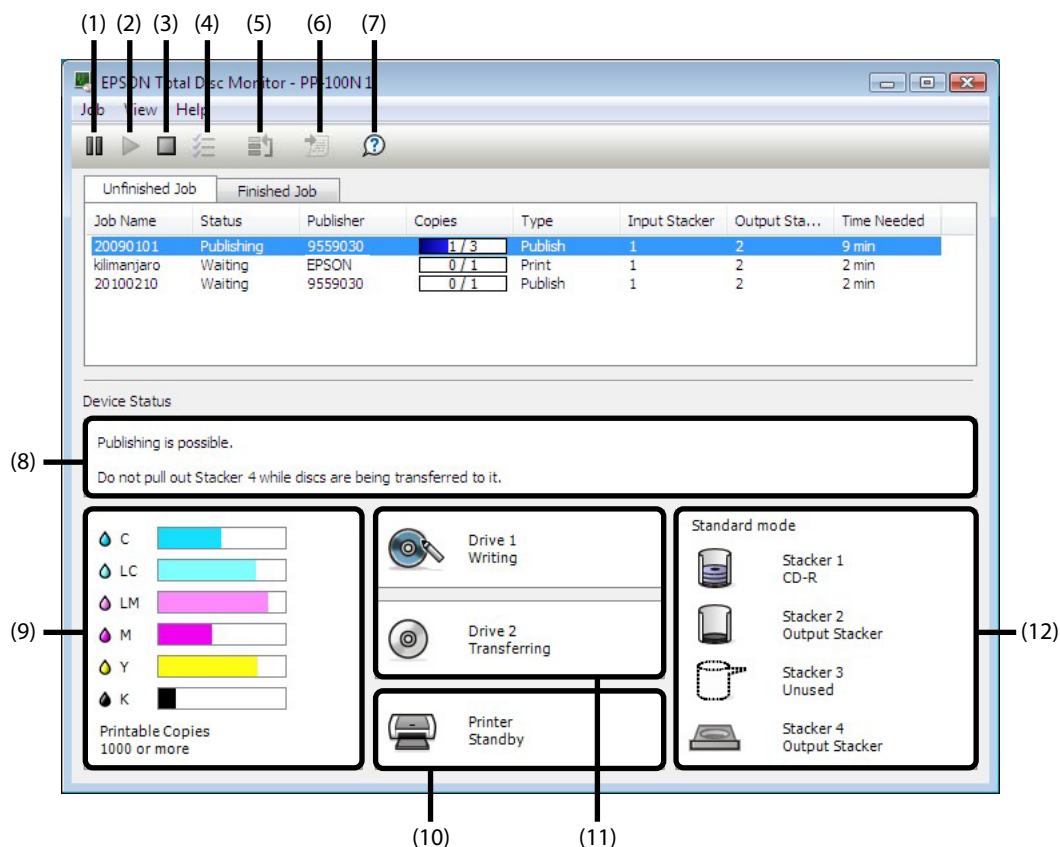 (1) (2) (3) (4) (5) (6) (7)
EPSON Total Disc Monitor - PP-100N 1
Job View Help
Unfinished Job Finished Job
Job Name Status Publisher Copies Type Input Stacker Output Sta... Time Needed
20090101 Publishing 9559030 1 / 3 Publish 1 2 9 min
kilimanjaro Waiting EPSON 0 / 1 Print 1 2 2 min
20100210 Waiting 9559030 0 / 1 Publish 1 2 2 min
Device Status
(8)
Publishing is possible.
Do not pull out Stacker 4 while discs are being transferred to it.
(9)
C
LC
LM
M
Y
K
Printable Copies
1000 or more
Drive 1
Writing
Drive 2
Transferring
Printer
Standby
Standard mode
Stacker 1
CD-R
Stacker 2
Output Stacker
Stacker 3
Unused
Stacker 4
Output Stacker
(12)
(10) (11)